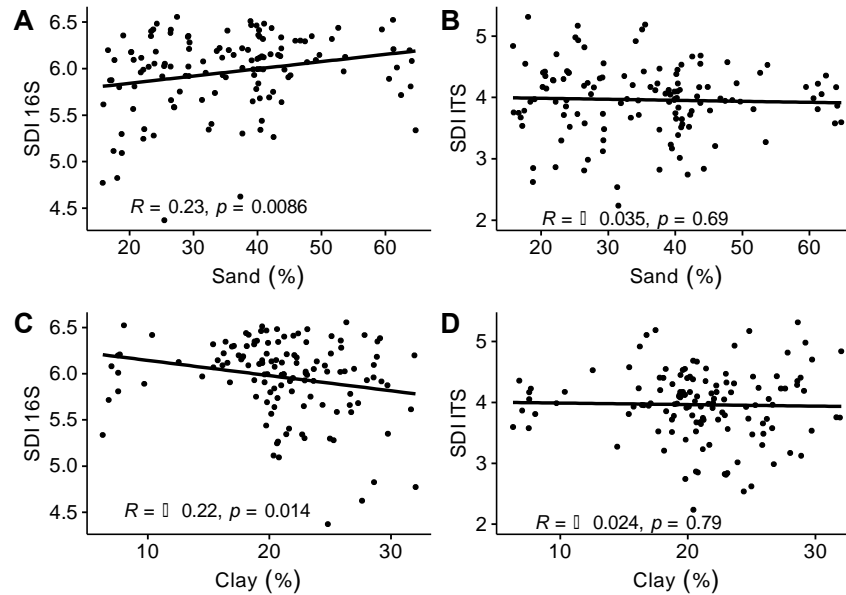 A
SDI 16S
6.5
6.0
5.5
5.0
4.5
R = 0.23, p = 0.0086
20 30 40 50 60
Sand (%)
B
SDI ITS
5
4
3
2
R = 0.035, p = 0.69
20 30 40 50 60
Sand (%)
C
SDI 16S
6.5
6.0
5.5
5.0
4.5
R = 0.22, p = 0.014
10 20 30
Clay (%)
D
SDI ITS
5
4
3
2
R = 0.024, p = 0.79
10 20 30
Clay (%)